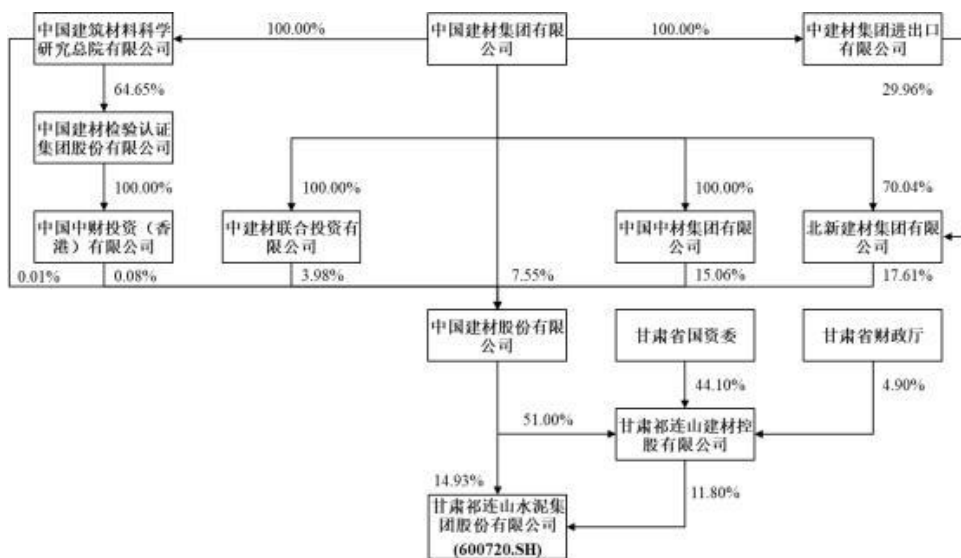 中国建筑材料科学
研究总院有限公司
100.00%
中国建材集团有限公
司
100.00%
中建材集团进出口
有限公司
64.65%
29.96%
中国建材检验认证
集团股份有限公司
100.00%
100.00%
100.00%
70.04%
中国中财投资（香
港）有限公司
中建材联合投资有
限公司
中国中材集团有
限公司
北新建材集团有限
公司
0.01%
0.08%
3.98%
7.55%
15.06%
17.61%
中国建材股份有限
公司
甘肃省国资委
甘肃省财政厅
44.10%
4.90%
51.00%
甘肃祁连山建材控
股有限公司
14.93%
11.80%
甘肃祁连山水泥集
团股份有限公司
(600720.SH)